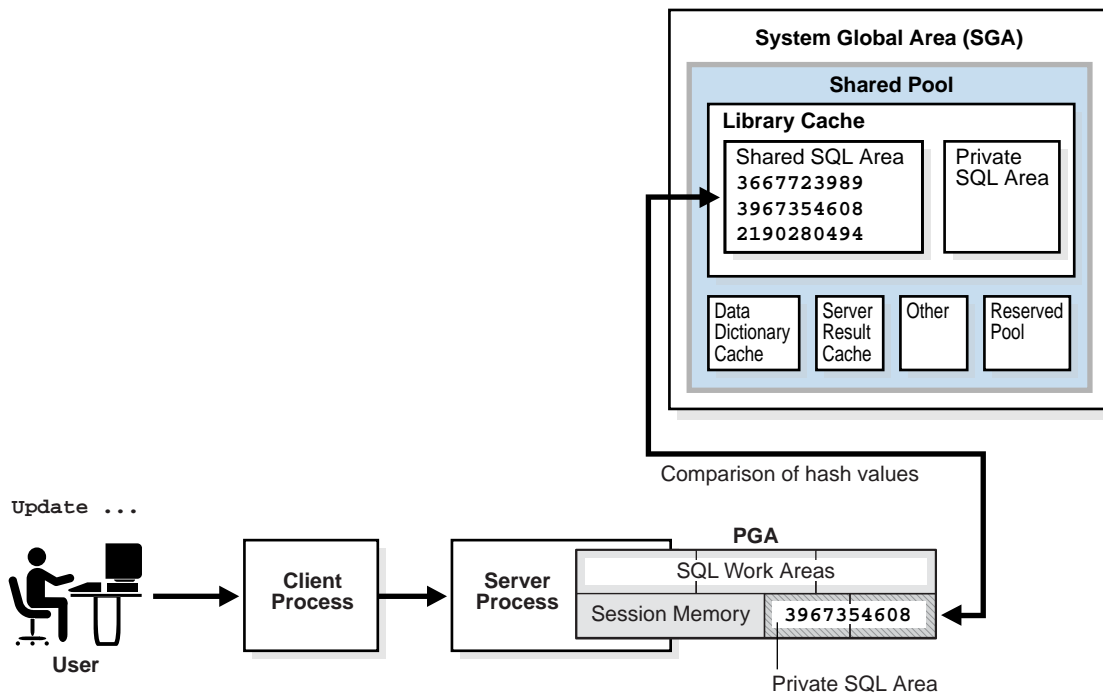 System Global Area (SGA)
Shared Pool
Library Cache
Shared SQL Area
3667723989
3967354608
2190280494
Private
SQL Area
Data
Dictionary
Cache
Server
Result
Cache
Other
Reserved
Pool
Comparison of hash values
Update ...
User
Client
Process
Server
Process
PGA
SQL Work Areas
Session Memory
3967354608
Private SQL Area